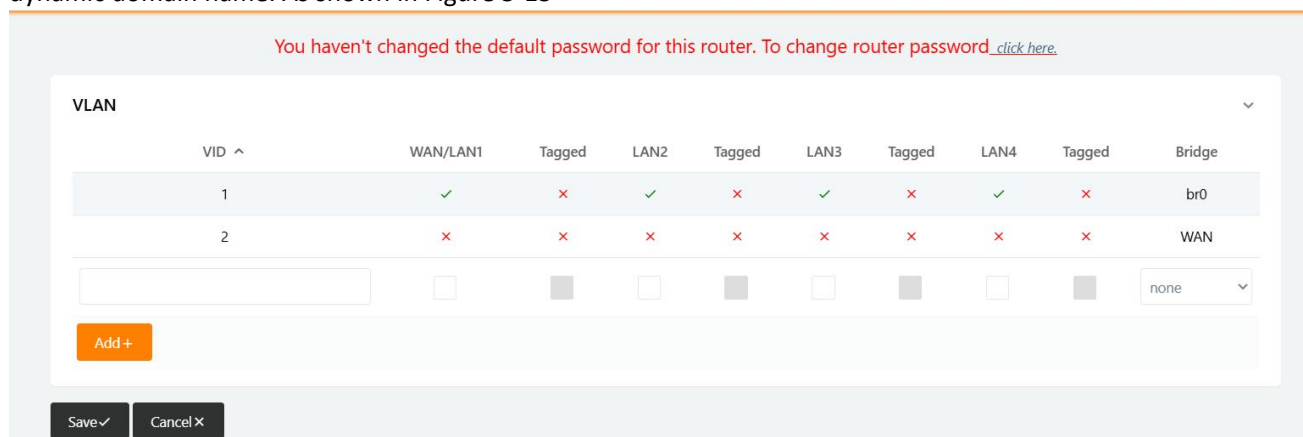 You haven't changed the default password for this router. To change router password click here.
VLAN
VID WAN/LAN1 Tagged LAN2 Tagged LAN3 Tagged LAN4 Tagged Bridge
1 ✓ × ✓ × ✓ × ✓ × br0
2 × × × × × × × × WAN
none
Add+
Save✓ Cancel×